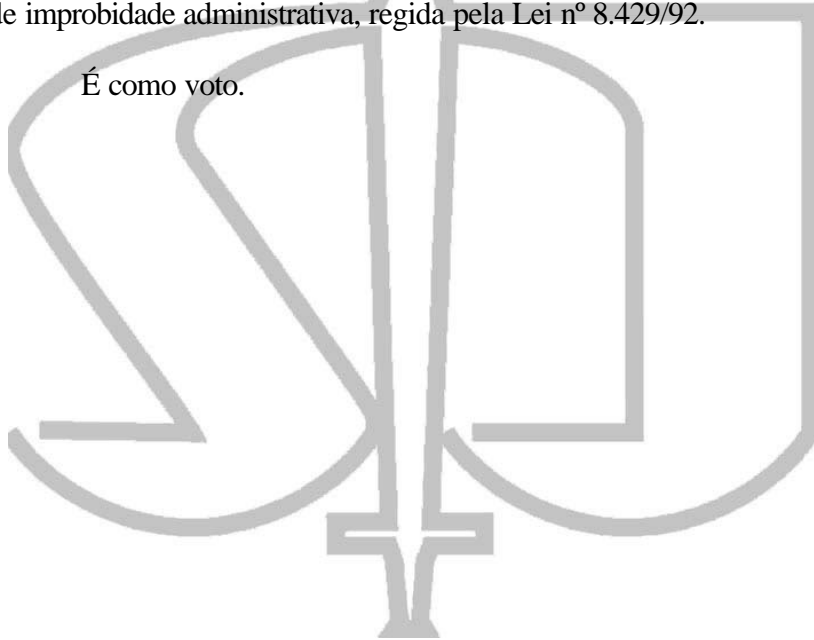 de improbidade administrativa, regida pela Lei nº 8.429/92.
É como voto.